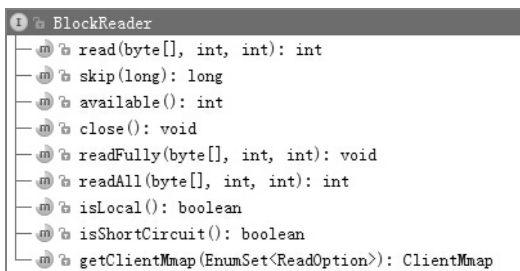 BlockReader
read(byte[], int, int): int
skip(long): long
available(): int
close(): void
readFully(byte[], int, int): void
readAll(byte[], int, int): int
isLocal(): boolean
isShortCircuit(): boolean
getClientMmap(EnumSet<ReadOption>): ClientMmap